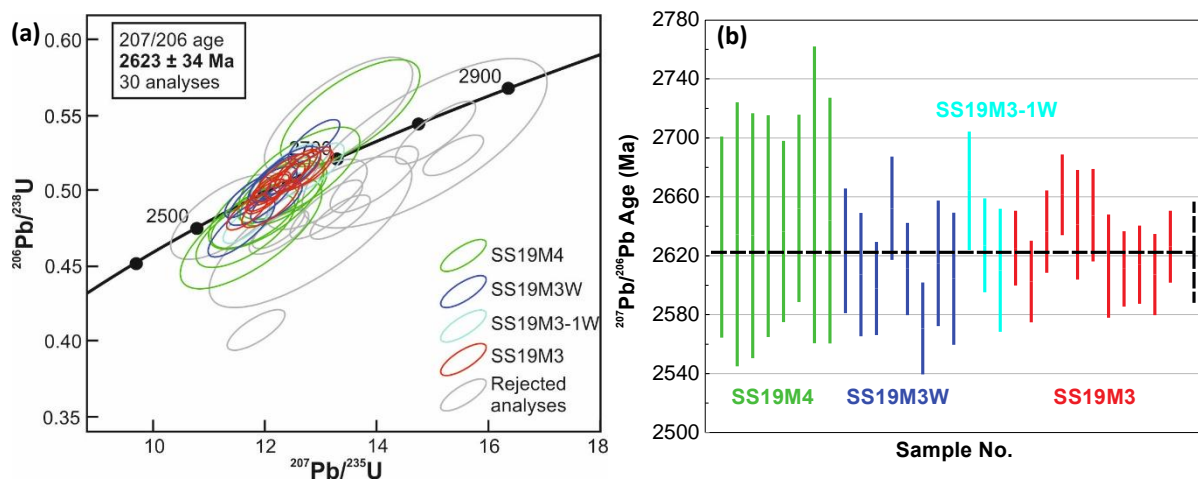 (a)
207/206 age
2623 ± 34 Ma
30 analyses
0.60
0.55
0.50
0.45
0.40
0.35
²⁰⁶Pb/²³⁸U
2900
2700
2500
SS19M4
SS19M3W
SS19M3-1W
SS19M3
Rejected
analyses
10
12
14
16
18
²⁰⁷Pb/²³⁵U
(b)
2780
2740
2700
2660
2620
2580
2540
2500
²⁰⁷Pb/²⁰⁶Pb Age (Ma)
SS19M3-1W
SS19M4
SS19M3W
SS19M3
Sample No.